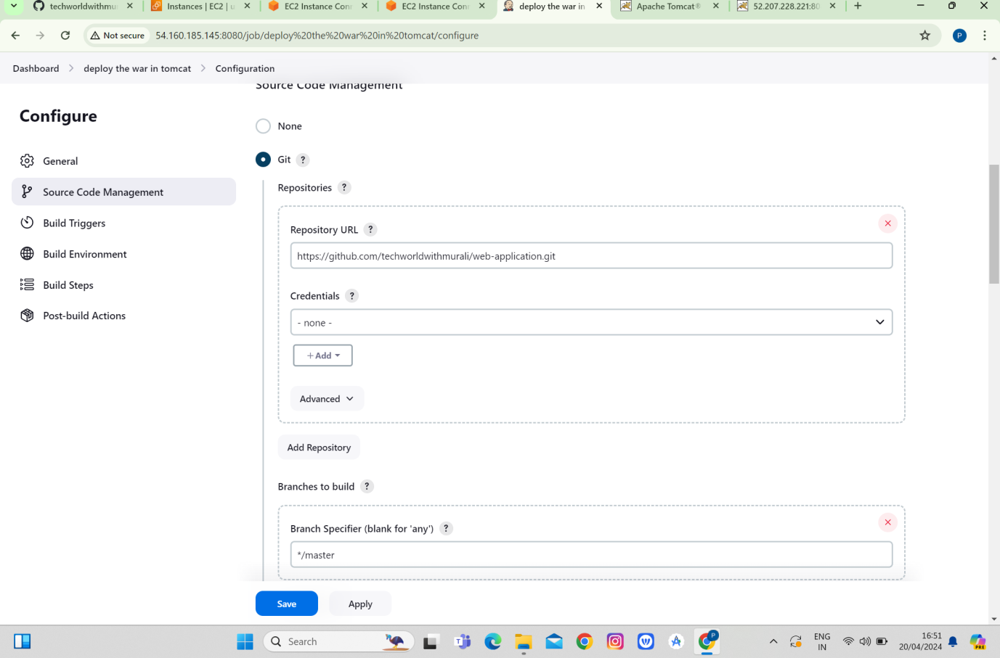 techworldwithmu
Instances | EC2 | u
EC2 Instance Conn
EC2 Instance Conn
deploy the war in
Apache Tomcat®
52.207.228.221:80
Not secure
54.160.185.145:8080/job/deploy%20the%20war%20in%20tomcat/configure
P
Dashboard > deploy the war in tomcat > Configuration
Source Code Management
Configure
General
Source Code Management
Build Triggers
Build Environment
Build Steps
Post-build Actions
None
Git ?
Repositories ?
Repository URL ?
https://github.com/techworldwithmurali/web-application.git
Credentials ?
- none -
+ Add
Advanced
Add Repository
Branches to build ?
Branch Specifier (blank for 'any') ?
*/master
Save
Apply
Search
P
ENG
IN
16:51
20/04/2024
PRE